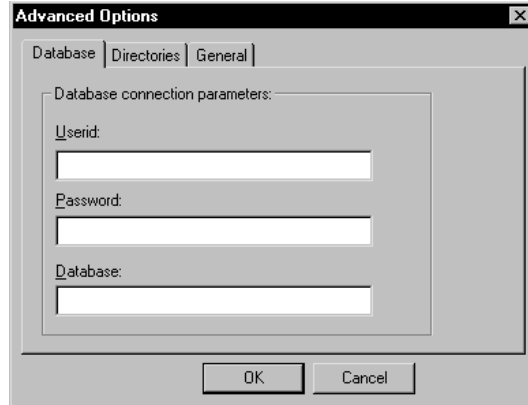 Advanced Options
Database Directories General
Database connection parameters:
Userid:
Password:
Database:
OK Cancel